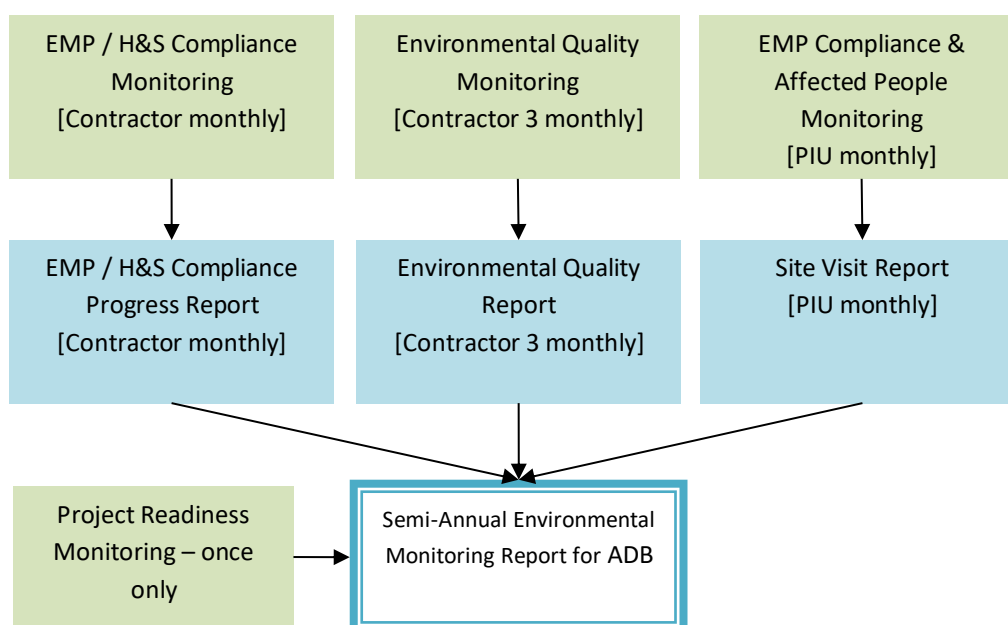 EMP / H&S Compliance
Monitoring
[Contractor monthly]
Environmental Quality
Monitoring
[Contractor 3 monthly]
EMP Compliance &
Affected People
Monitoring
[PIU monthly]
EMP / H&S Compliance
Progress Report
[Contractor monthly]
Environmental Quality
Report
[Contractor 3 monthly]
Site Visit Report
[PIU monthly]
Project Readiness
Monitoring – once
only
Semi-Annual Environmental
Monitoring Report for ADB